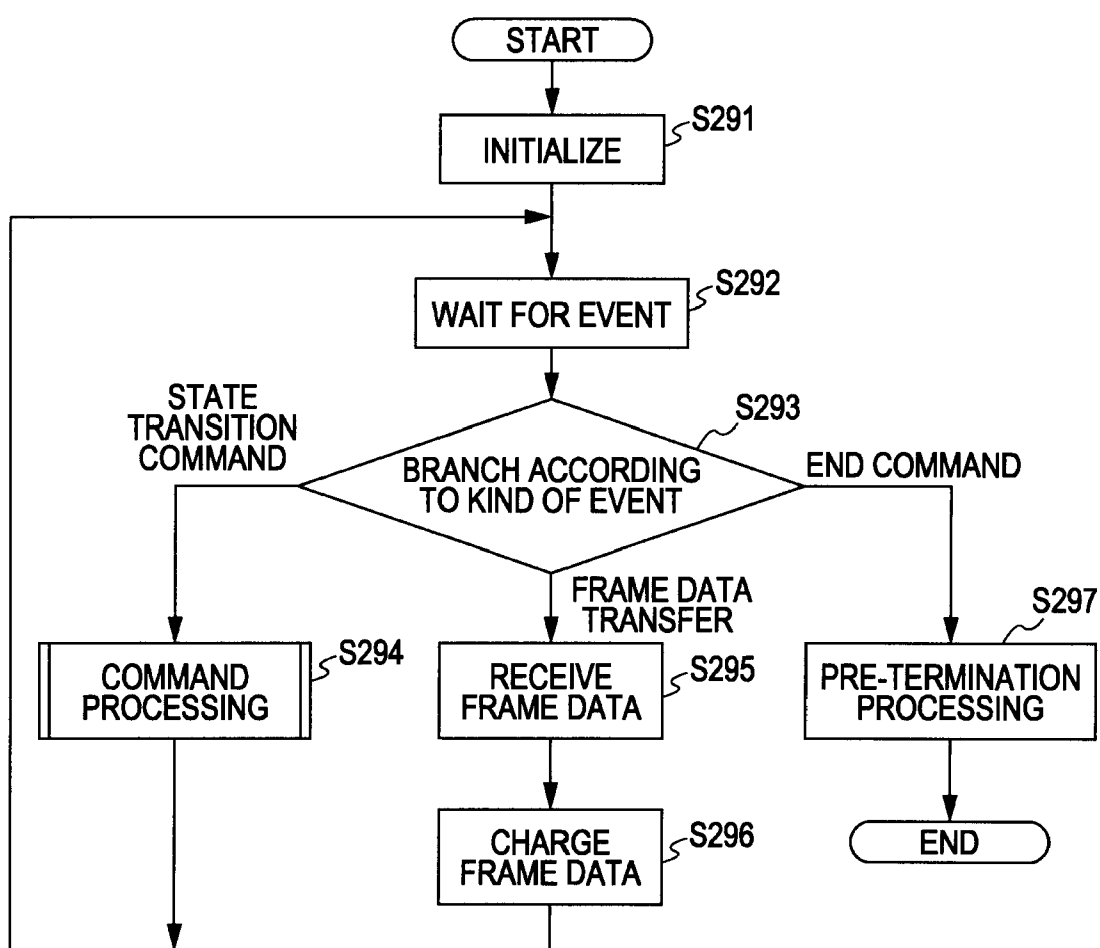 START
S291
INITIALIZE
S292
WAIT FOR EVENT
STATE
TRANSITION
COMMAND
S293
BRANCH ACCORDING
TO KIND OF EVENT
END COMMAND
FRAME DATA
TRANSFER
S294
COMMAND
PROCESSING
S295
RECEIVE
FRAME DATA
S297
PRE-TERMINATION
PROCESSING
S296
CHARGE
FRAME DATA
END